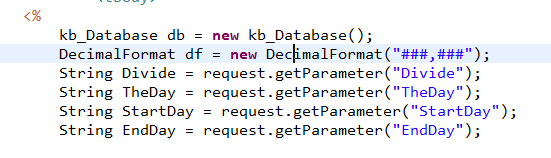 <%
kb_Database db = new kb_Database();
DecimalFormat df = new DecimalFormat("###,###");
String Divide = request.getParameter("Divide");
String TheDay = request.getParameter("TheDay");
String StartDay = request.getParameter("StartDay");
String EndDay = request.getParameter("EndDay");